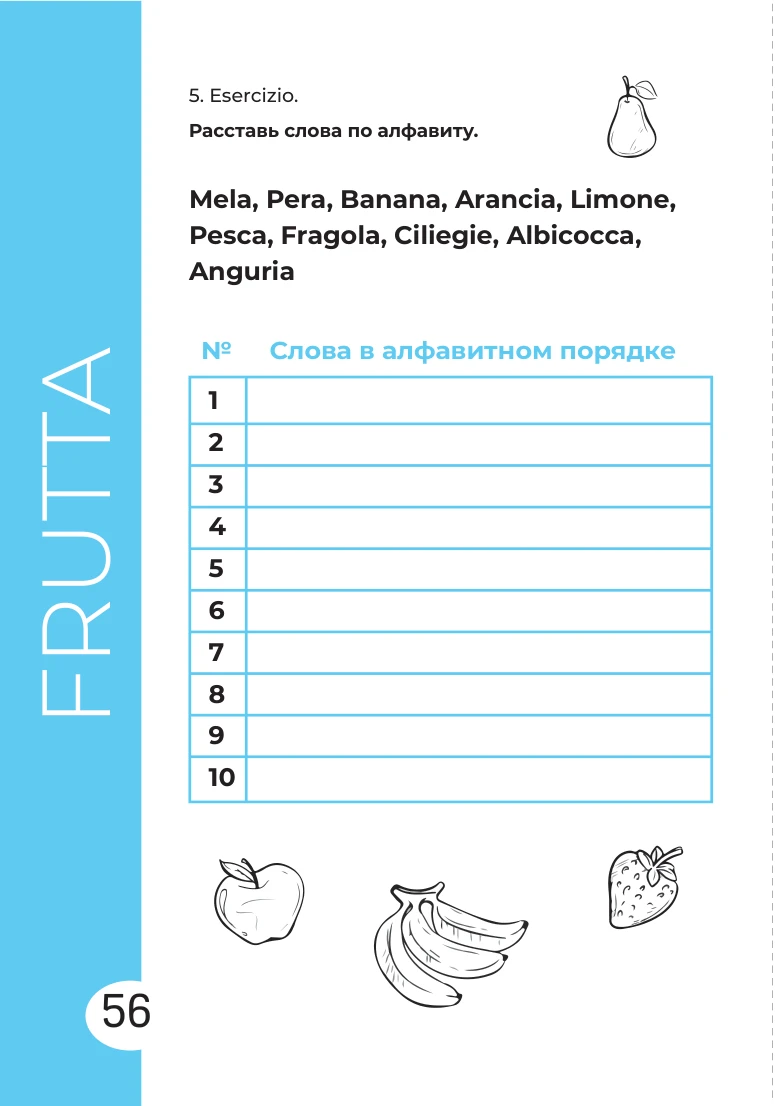 FRUTTA
5. Esercizio.
Расставь слова по алфавиту.
Mela, Pera, Banana, Arancia, Limone,
Pesca, Fragola, Ciliegie, Albicocca,
Anguria
№ Слова в алфавитном порядке
1
2
3
4
5
6
7
8
9
10
56